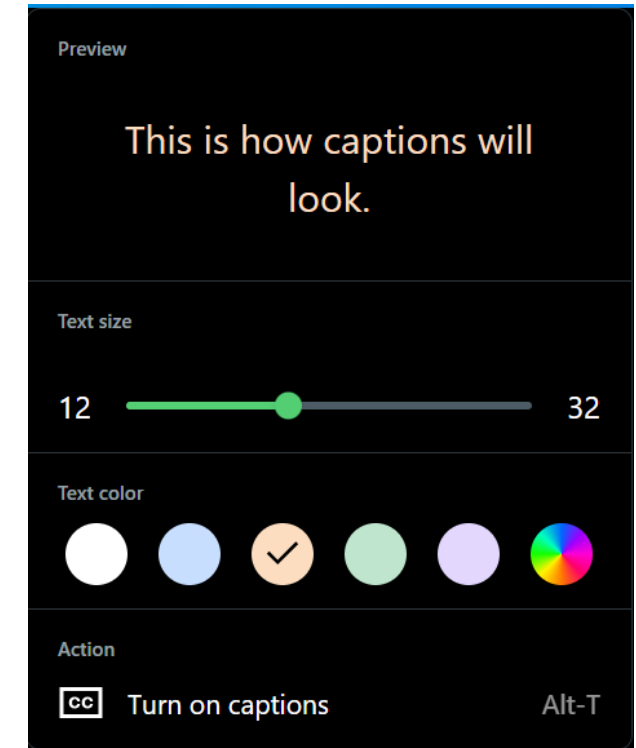 Preview
This is how captions will
look.
Text size
12 32
Text color
Action
CC Turn on captions Alt-T